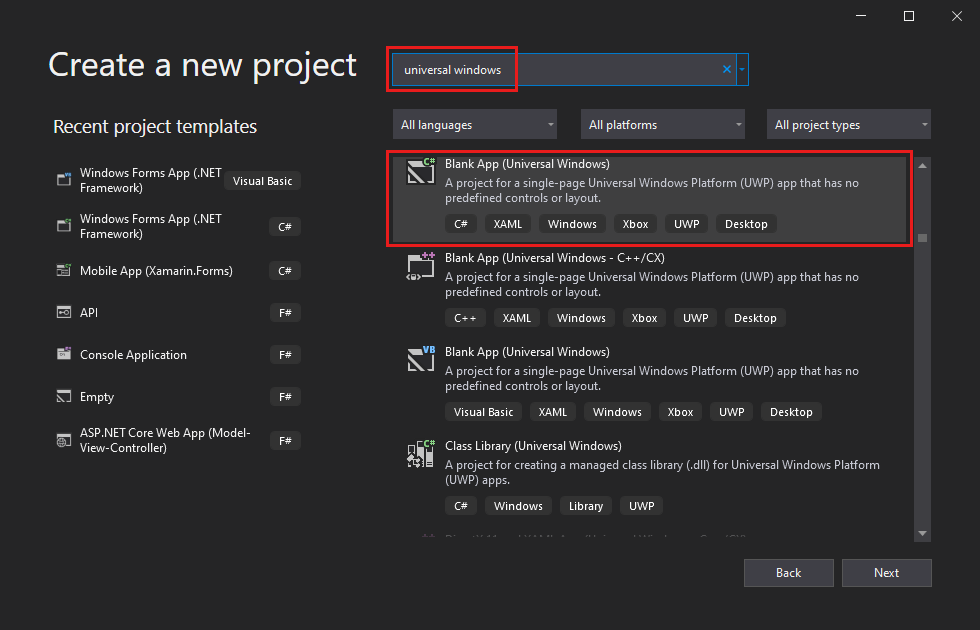 Create a new project
universal windows
Recent project templates
All languages
All platforms
All project types
Windows Forms App (.NET
Framework)
Visual Basic
Windows Forms App (.NET
Framework)
C#
Mobile App (Xamarin.Forms)
C#
API
F#
Console Application
F#
Empty
F#
ASP.NET Core Web App (Model-
View-Controller)
F#
C#
Blank App (Universal Windows)
A project for a single-page Universal Windows Platform (UWP) app that has no
predefined controls or layout.
C# XAML Windows Xbox UWP Desktop
++
Blank App (Universal Windows - C++/CX)
A project for a single-page Universal Windows Platform (UWP) app that has no
predefined controls or layout.
C++ XAML Windows Xbox UWP Desktop
VB
Blank App (Universal Windows)
A project for a single-page Universal Windows Platform (UWP) app that has no
predefined controls or layout.
Visual Basic XAML Windows Xbox UWP Desktop
C#
Class Library (Universal Windows)
A project for creating a managed class library (.dll) for Universal Windows Platform
(UWP) apps.
C# Windows Library UWP
Back
Next